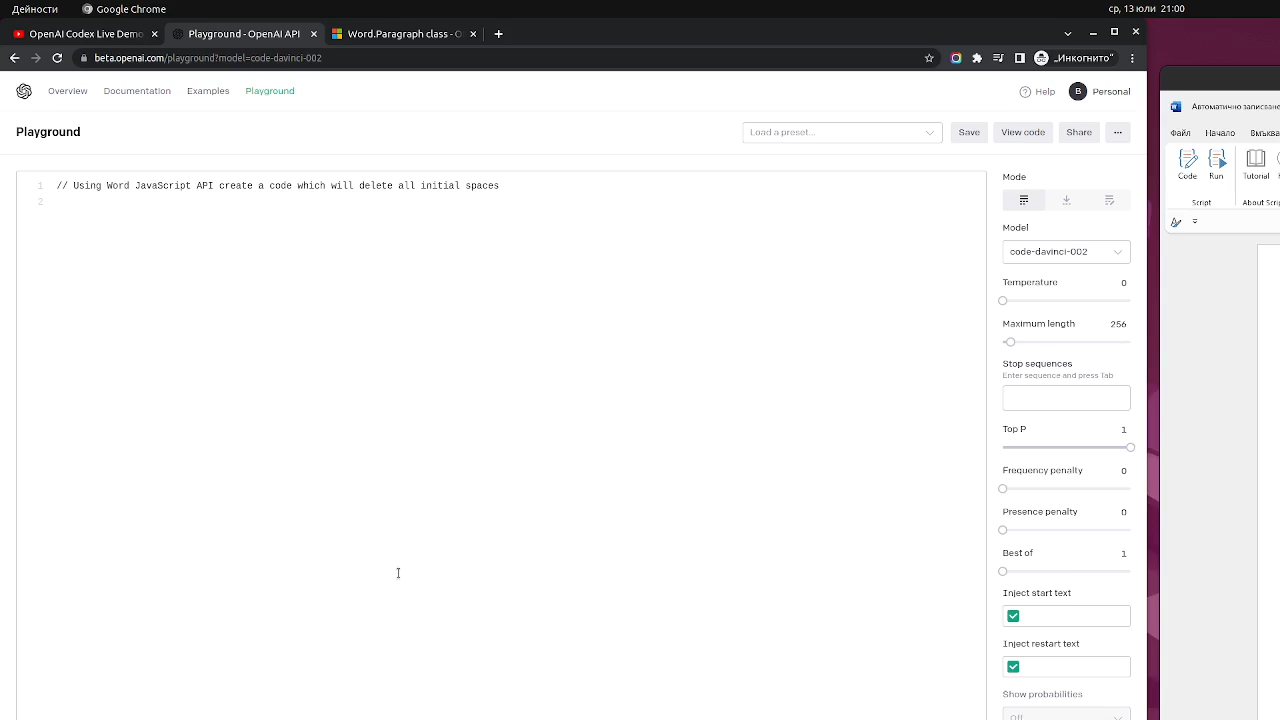 Дейности
Google Chrome
ср, 13 юли 21:00
OpenAI Codex Live Demo
Playground - OpenAI API
Word.Paragraph class - O
beta.openai.com/playground?model=code-davinci-002
„Инкогнито“
Overview
Documentation
Examples
Playground
Help
B
Personal
Playground
Load a preset...
Save
View code
Share
1 // Using Word JavaScript API create a code which will delete all initial spaces
2
Mode
Model
code-davinci-002
Temperature 0
Maximum length 256
Stop sequences
Enter sequence and press Tab
Top P 1
Frequency penalty 0
Presence penalty 0
Best of 1
Inject start text
Inject restart text
Show probabilities
Off
Автоматично записване
Файл Начало Вмъква
Code Run Tutorial
Script About Scrip